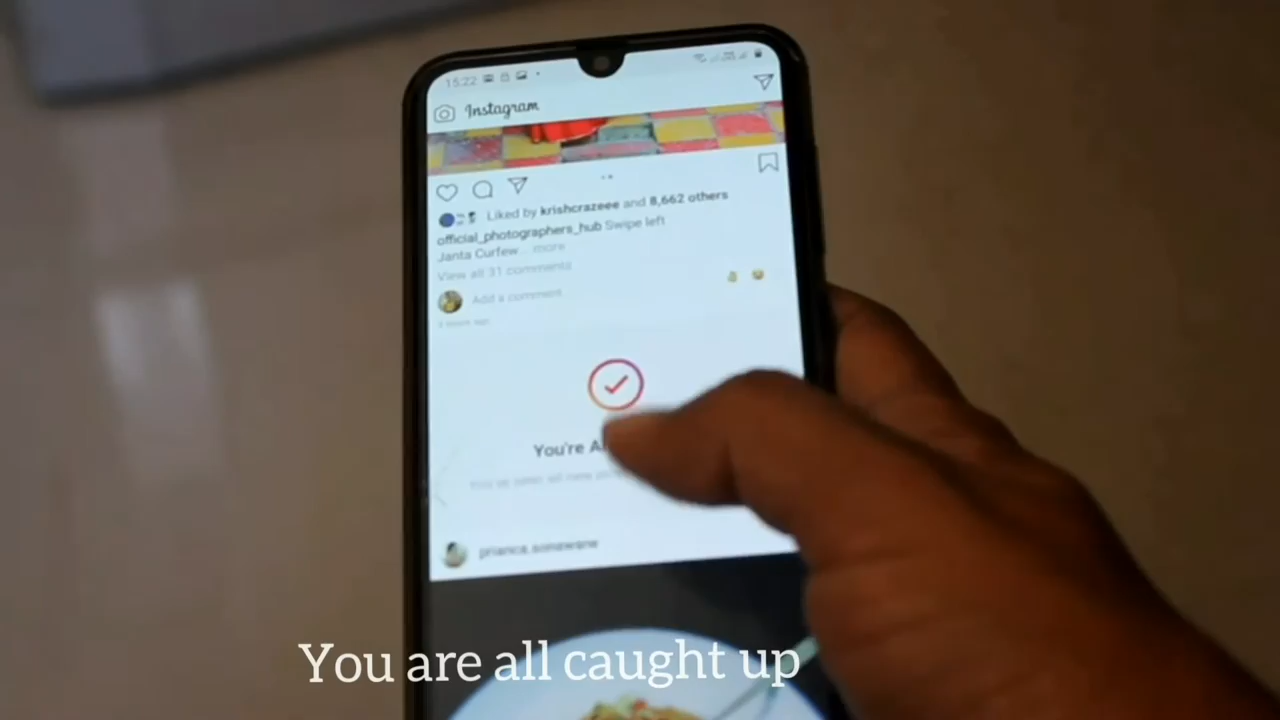 15:22
Instagram
Liked by krishcrazeee and 8,662 others
official_photographers_hub Swipe left
Janta Curfew... more
View all 31 comments
Add a comment...
You're A
prianca.sonawane
You are all caught up